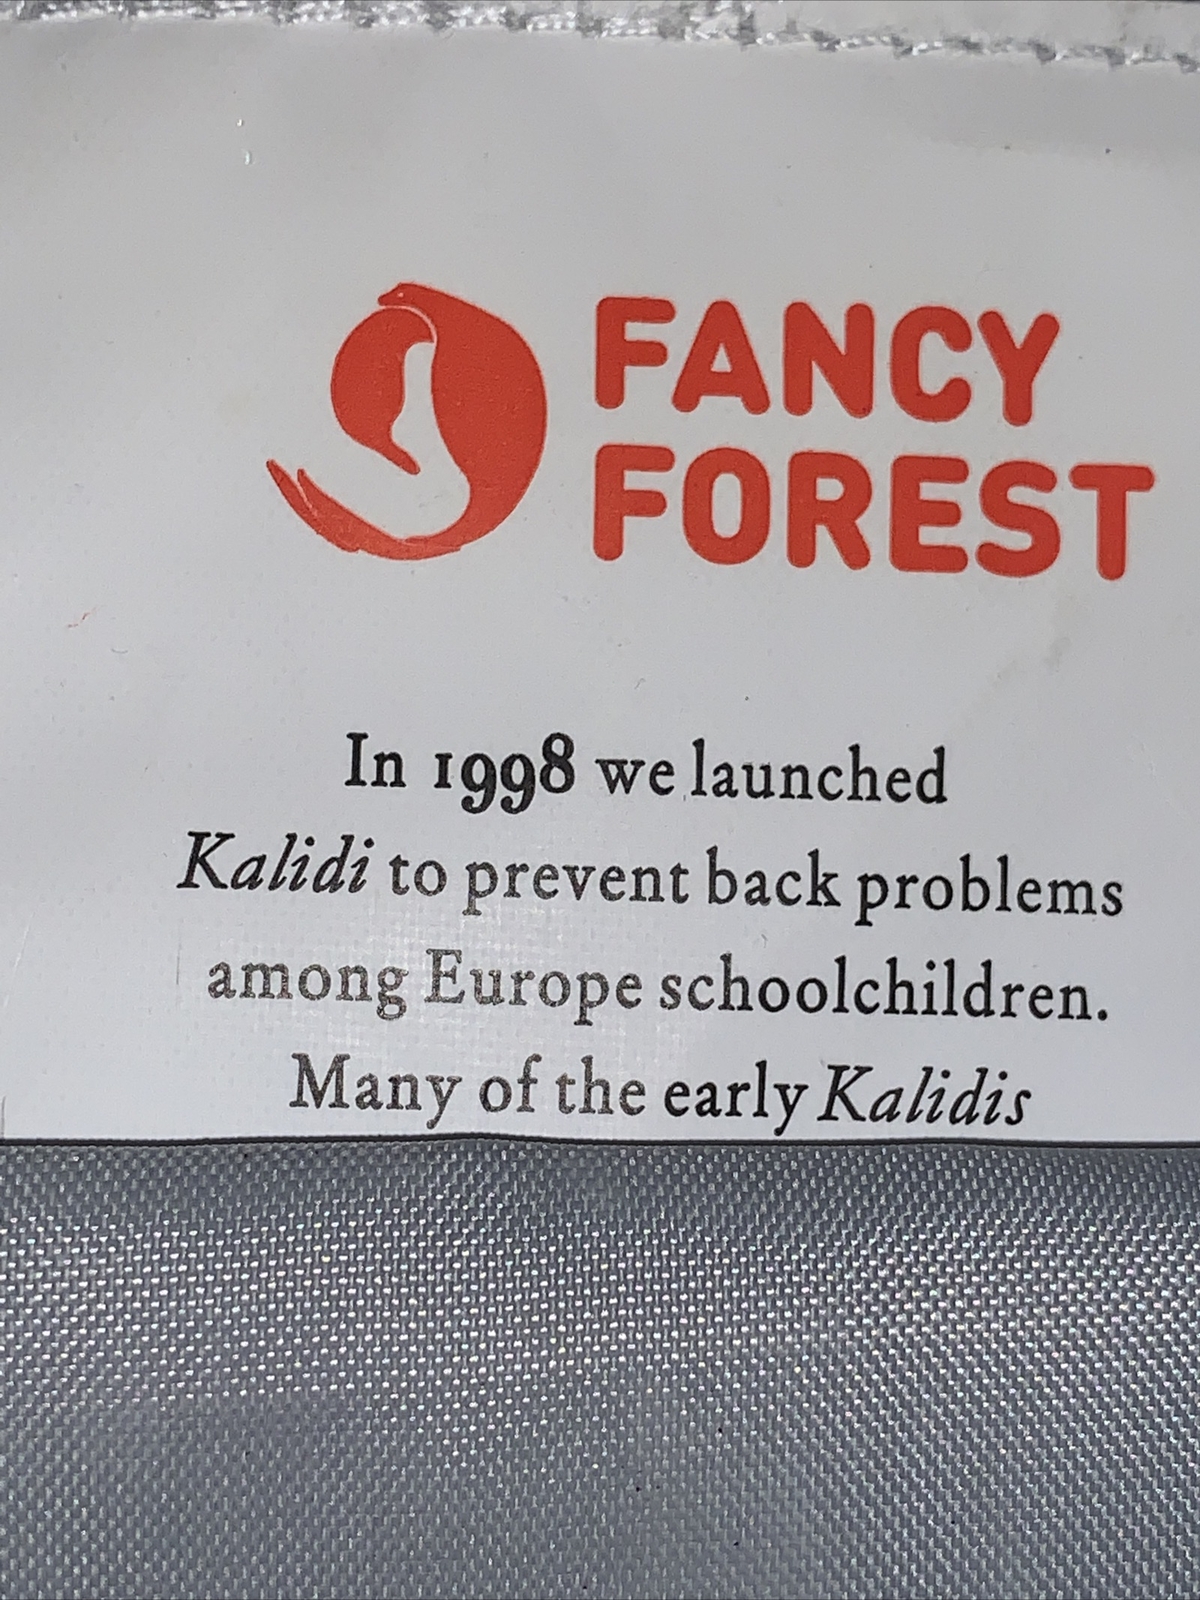 FANCY
FOREST
In 1998 we launched
Kalidi to prevent back problems
among Europe schoolchildren.
Many of the early Kalidis